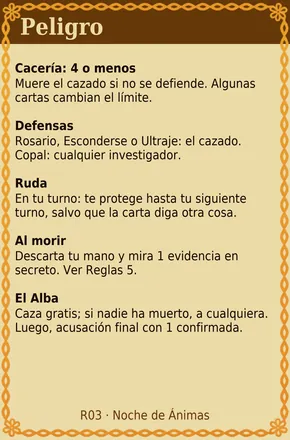 Peligro
Cacería: 4 o menos
Muere el cazado si no se defiende. Algunas
cartas cambian el límite.
Defensas
Rosario, Esconderse o Ultraje: el cazado.
Copal: cualquier investigador.
Ruda
En tu turno: te protege hasta tu siguiente
turno, salvo que la carta diga otra cosa.
Al morir
Descarta tu mano y mira 1 evidencia en
secreto. Ver Reglas 5.
El Alba
Caza gratis; si nadie ha muerto, a cualquiera.
Luego, acusación final con 1 confirmada.
R03 · Noche de Ánimas